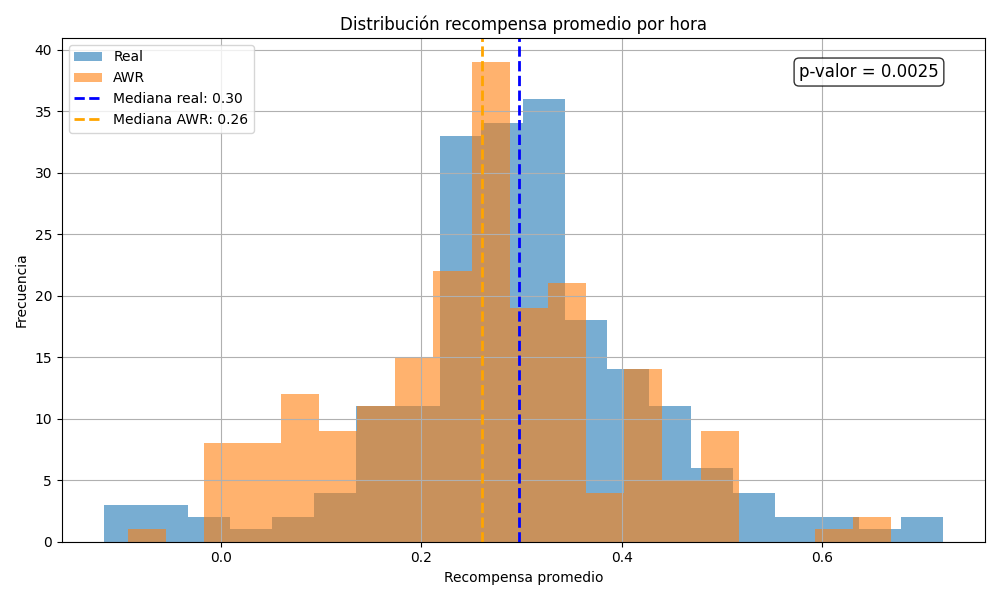 Distribución recompensa promedio por hora
Real
AWR
Mediana real: 0.30
Mediana AWR: 0.26
p-valor = 0.0025
40
35
30
25
20
15
10
5
0
Frecuencia
0.0
0.2
0.4
0.6
Recompensa promedio